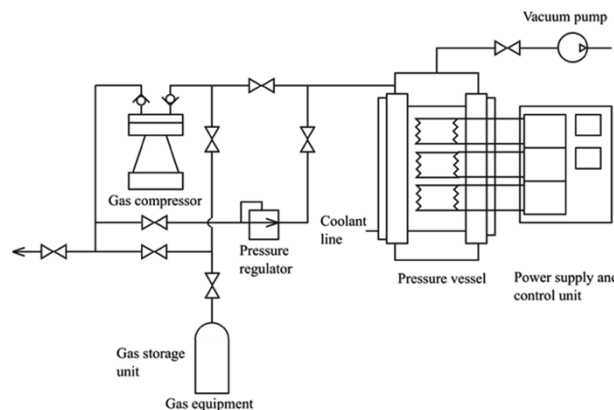 Vacuum pump
Gas compressor
Pressure
regulator
Coolant
line
Pressure vessel
Power supply and
control unit
Gas storage
unit
Gas equipment